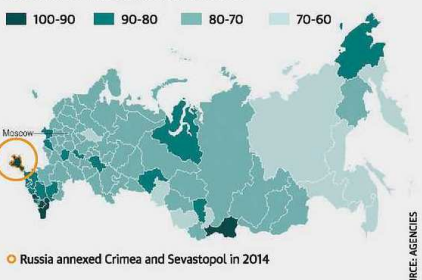 100-90 90-80 80-70 70-60
Moscow
Russia annexed Crimea and Sevastopol in 2014
RCE: AGENCIES